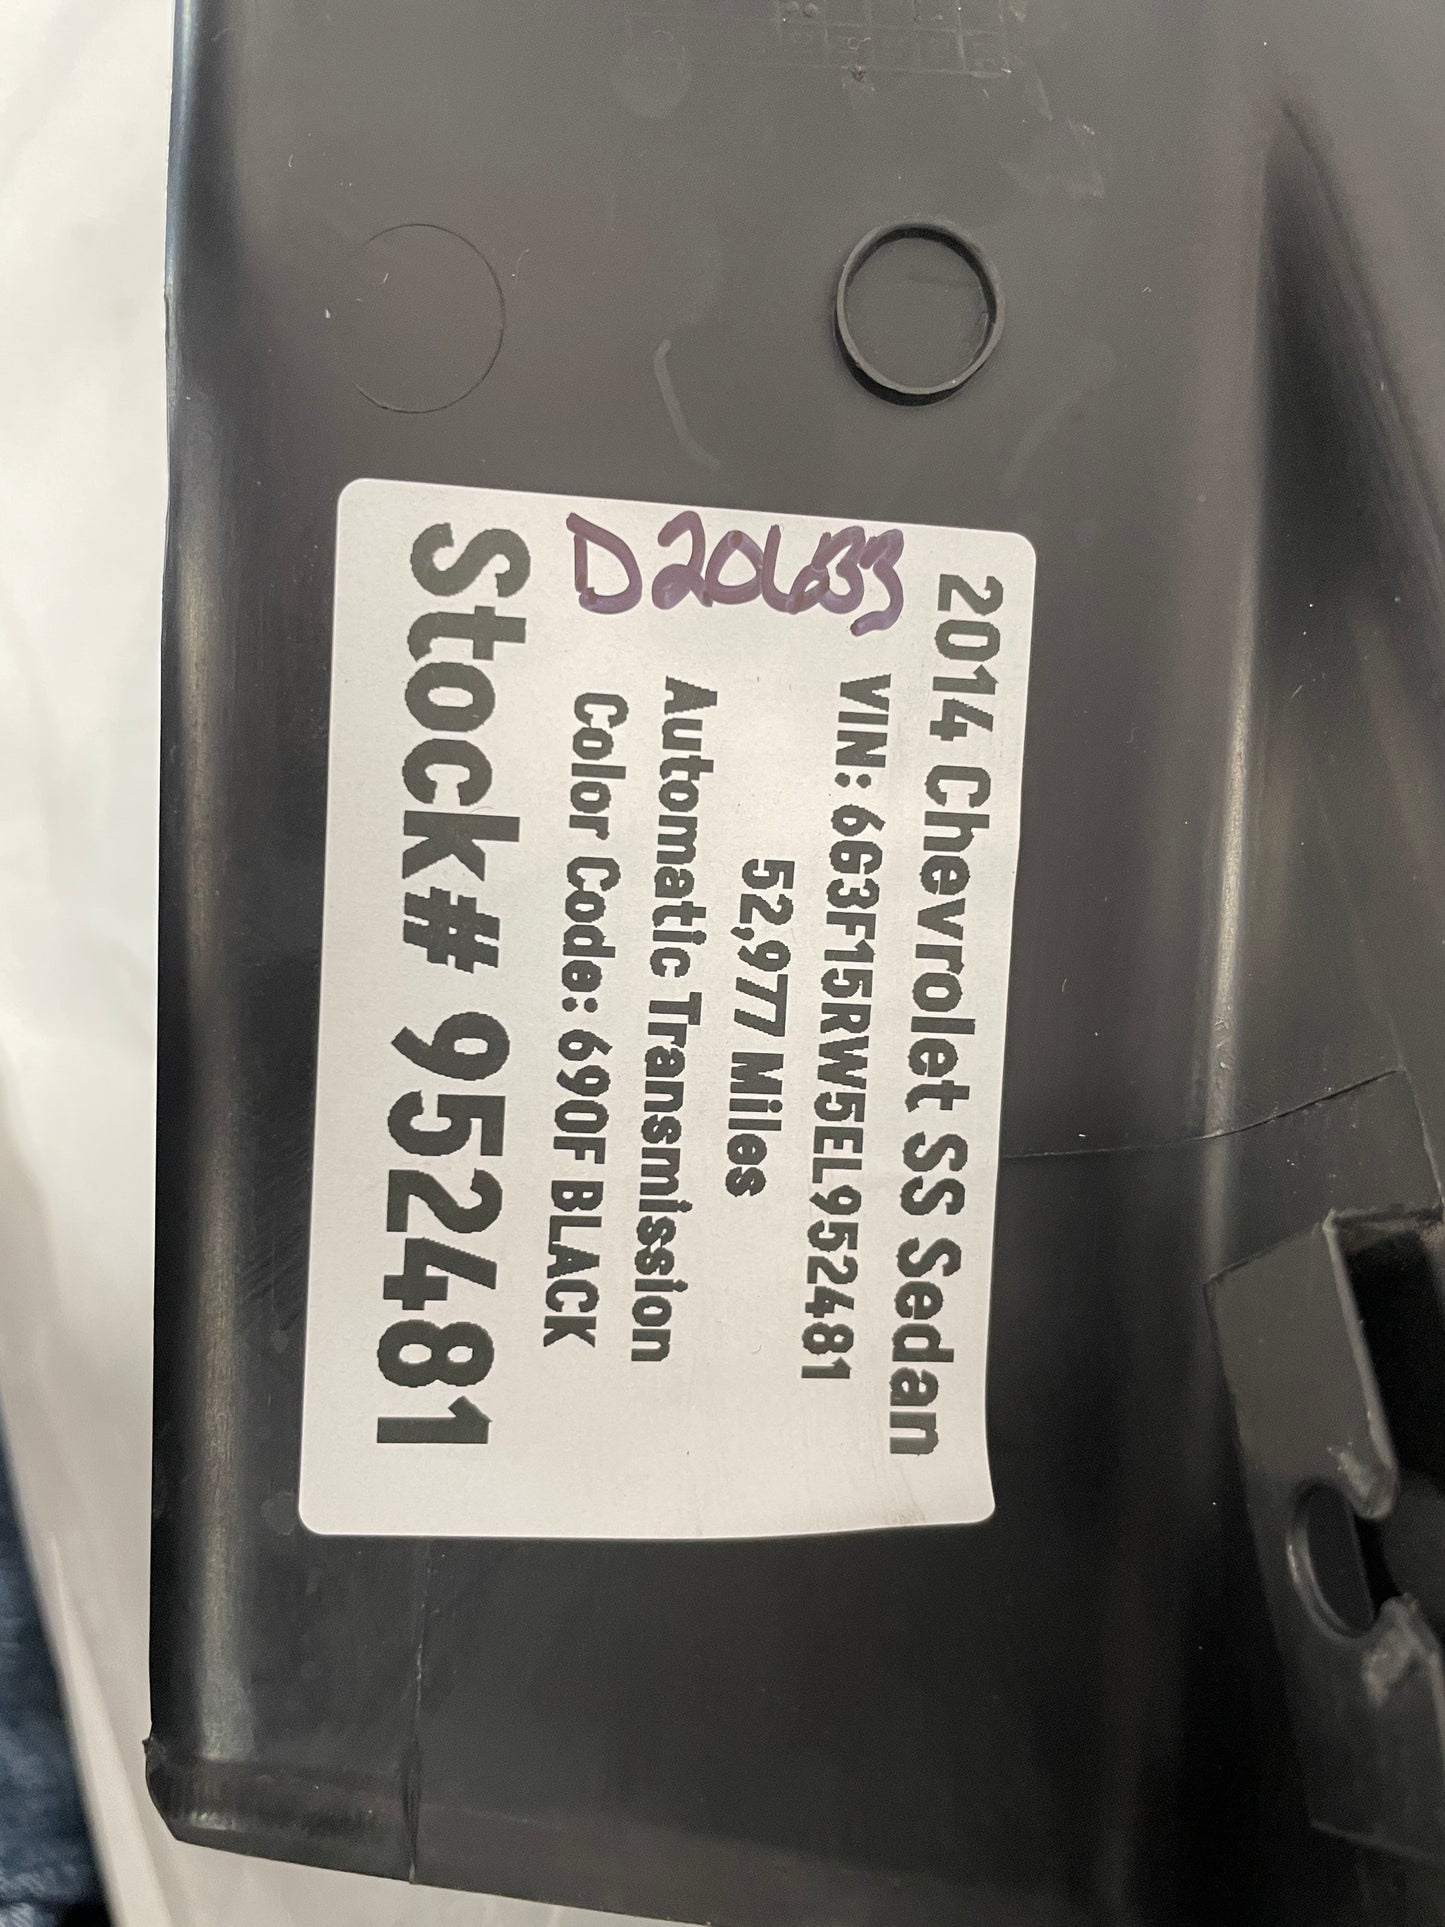 2014 Chevrolet SS Sedan
D20633
VIN: 6G3F15RW5EL952481
52,977 Miles
Automatic Transmission
Color Code: 690F BLACK
Stock# 952481